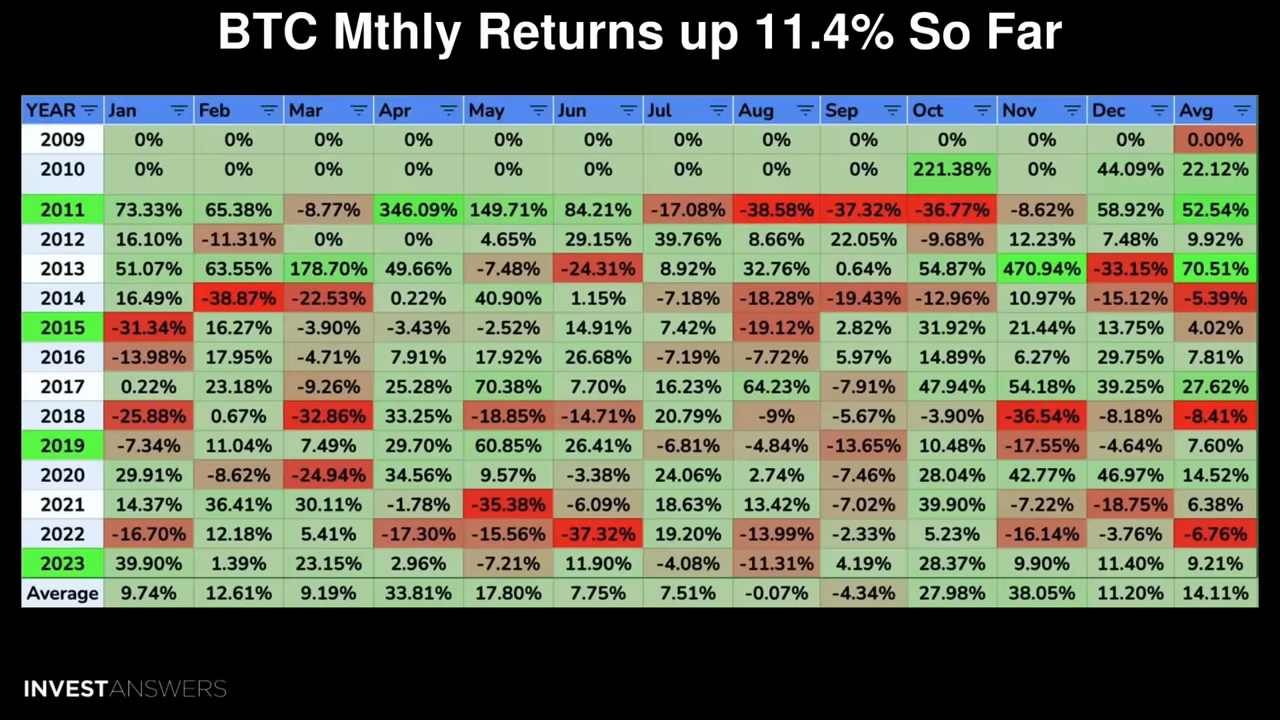 BTC Mthly Returns up 11.4% So Far
YEAR Jan Feb Mar Apr May Jun Jul Aug Sep Oct Nov Dec Avg
2009 0% 0% 0% 0% 0% 0% 0% 0% 0% 0% 0% 0% 0.00%
2010 0% 0% 0% 0% 0% 0% 0% 0% 0% 221.38% 0% 44.09% 22.12%
2011 73.33% 65.38% -8.77% 346.09% 149.71% 84.21% -17.08% -38.58% -37.32% -36.77% -8.62% 58.92% 52.54%
2012 16.10% -11.31% 0% 0% 4.65% 29.15% 39.76% 8.66% 22.05% -9.68% 12.23% 7.48% 9.92%
2013 51.07% 63.55% 178.70% 49.66% -7.48% -24.31% 8.92% 32.76% 0.64% 54.87% 470.94% -33.15% 70.51%
2014 16.49% -38.87% -22.53% 0.22% 40.90% 1.15% -7.18% -18.28% -19.43% -12.96% 10.97% -15.12% -5.39%
2015 -31.34% 16.27% -3.90% -3.43% -2.52% 14.91% 7.42% -19.12% 2.82% 31.92% 21.44% 13.75% 4.02%
2016 -13.98% 17.95% -4.71% 7.91% 17.92% 26.68% -7.19% -7.72% 5.97% 14.89% 6.27% 29.75% 7.81%
2017 0.22% 23.18% -9.26% 25.28% 70.38% 7.70% 16.23% 64.23% -7.91% 47.94% 54.18% 39.25% 27.62%
2018 -25.88% 0.67% -32.86% 33.25% -18.85% -14.71% 20.79% -9% -5.67% -3.90% -36.54% -8.18% -8.41%
2019 -7.34% 11.04% 7.49% 29.70% 60.85% 26.41% -6.81% -4.84% -13.65% 10.48% -17.55% -4.64% 7.60%
2020 29.91% -8.62% -24.94% 34.56% 9.57% -3.38% 24.06% 2.74% -7.46% 28.04% 42.77% 46.97% 14.52%
2021 14.37% 36.41% 30.11% -1.78% -35.38% -6.09% 18.63% 13.42% -7.02% 39.90% -7.22% -18.75% 6.38%
2022 -16.70% 12.18% 5.41% -17.30% -15.56% -37.32% 19.20% -13.99% -2.33% 5.23% -16.14% -3.76% -6.76%
2023 39.90% 1.39% 23.15% 2.96% -7.21% 11.90% -4.08% -11.31% 4.19% 28.37% 9.90% 11.40% 9.21%
Average 9.74% 12.61% 9.19% 33.81% 17.80% 7.75% 7.51% -0.07% -4.34% 27.98% 38.05% 11.20% 14.11%
INVESTANSWERS